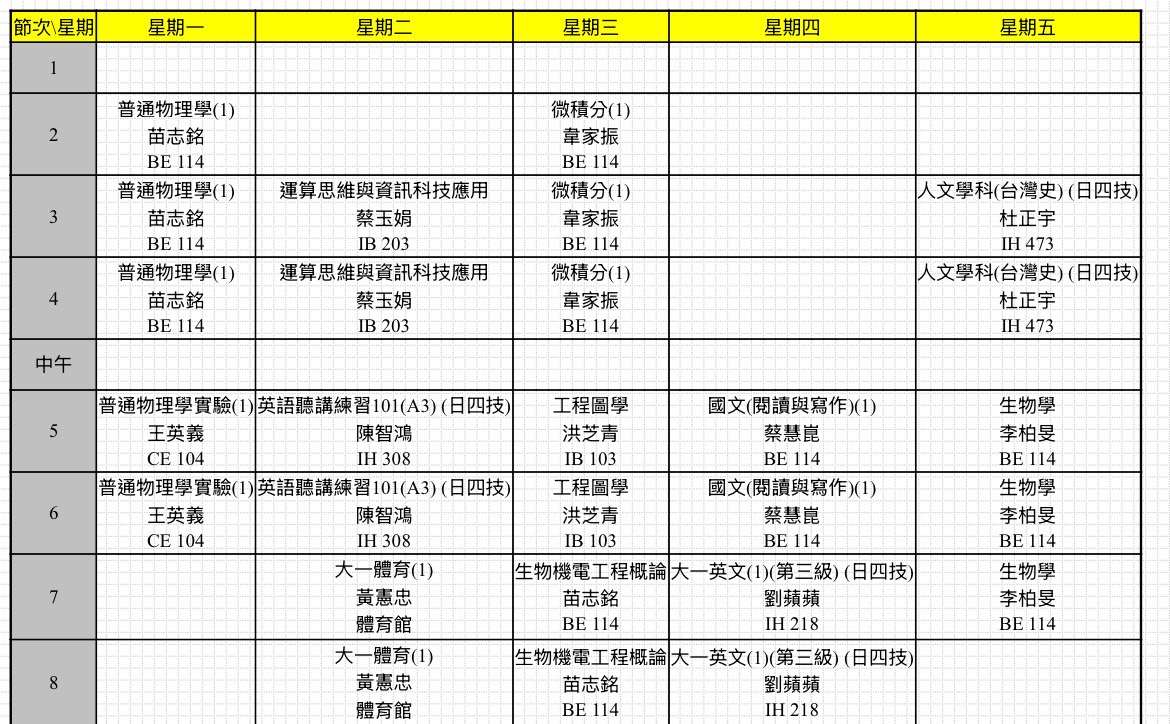 節次\星期 星期一 星期二 星期三 星期四 星期五
1
普通物理學(1) 微積分(1)
2 苗志銘 韋家振
BE 114 BE 114
普通物理學(1) 運算思維與資訊科技應用 微積分(1) 人文學科(台灣史) (日四技)
3 苗志銘 蔡玉娟 韋家振 杜正宇
BE 114 IB 203 BE 114 IH 473
普通物理學(1) 運算思維與資訊科技應用 微積分(1) 人文學科(台灣史) (日四技)
4 苗志銘 蔡玉娟 韋家振 杜正宇
BE 114 IB 203 BE 114 IH 473
中午
普通物理學實驗(1) 英語聽講練習101(A3) (日四技) 工程圖學 國文(閱讀與寫作)(1) 生物學
5 王英義 陳智鴻 洪芝青 蔡慧崑 李柏旻
CE 104 IH 308 IB 103 BE 114 BE 114
普通物理學實驗(1) 英語聽講練習101(A3) (日四技) 工程圖學 國文(閱讀與寫作)(1) 生物學
6 王英義 陳智鴻 洪芝青 蔡慧崑 李柏旻
CE 104 IH 308 IB 103 BE 114 BE 114
大一體育(1) 生物機電工程概論 大一英文(1)(第三級) (日四技) 生物學
7 黃憲忠 苗志銘 劉蘋蘋 李柏旻
體育館 BE 114 IH 218 BE 114
大一體育(1) 生物機電工程概論 大一英文(1)(第三級) (日四技)
8 黃憲忠 苗志銘 劉蘋蘋
體育館 BE 114 IH 218